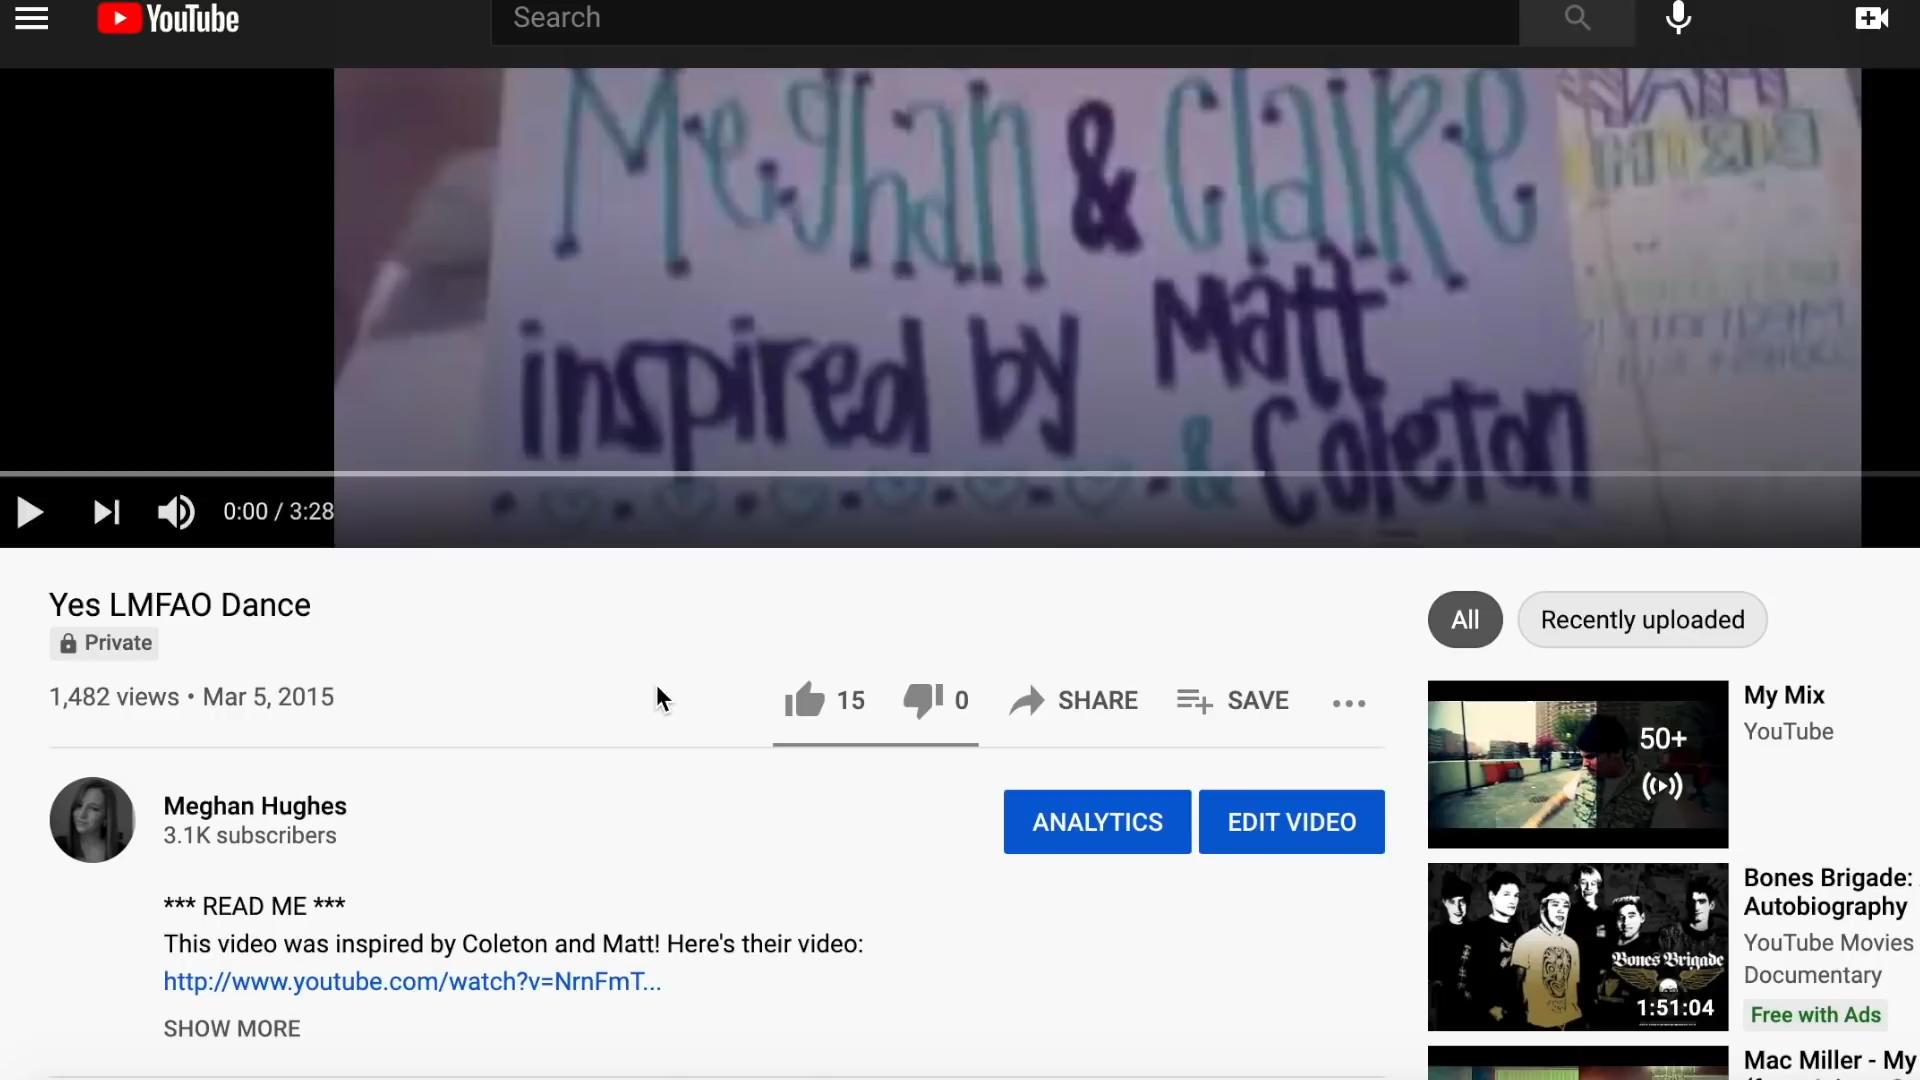 YouTube
Search
Meghan & Claire
inspired by Matt
& Coleton
0:00 / 3:28
Yes LMFAO Dance
Private
1,482 views • Mar 5, 2015
15
0
SHARE
SAVE
Meghan Hughes
3.1K subscribers
ANALYTICS
EDIT VIDEO
*** READ ME ***
This video was inspired by Coleton and Matt! Here's their video:
http://www.youtube.com/watch?v=NrnFmT...
SHOW MORE
All
Recently uploaded
50+
My Mix
YouTube
Bones Brigade
1:51:04
Bones Brigade:
Autobiography
YouTube Movies
Documentary
Free with Ads
Mac Miller - My